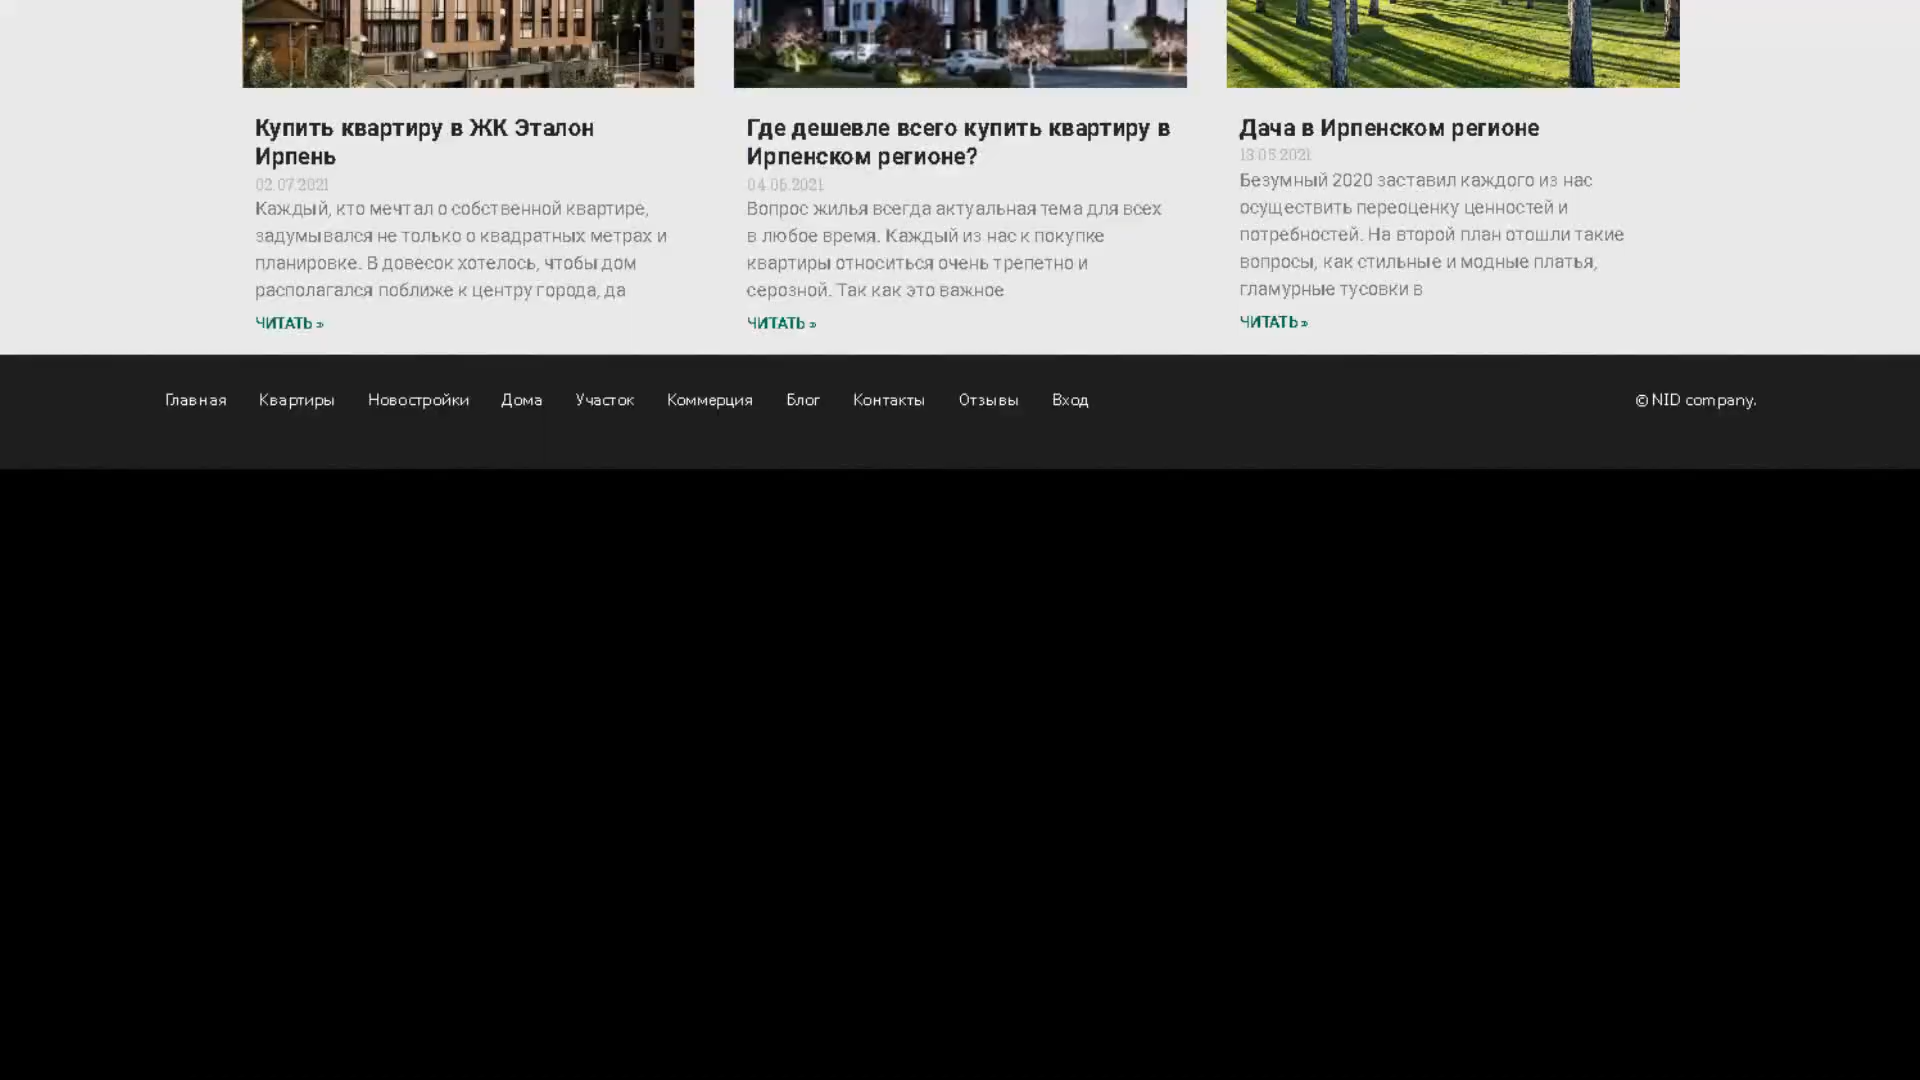 Купить квартиру в ЖК Эталон
Ирпень
02.07.2021
Каждый, кто мечтал о собственной квартире,
задумывался не только о квадратных метрах и
планировке. В довесок хотелось, чтобы дом
располагался поближе к центру города, да
ЧИТАТЬ »
Где дешевле всего купить квартиру в
Ирпенском регионе?
04.06.2021
Вопрос жилья всегда актуальная тема для всех
в любое время. Каждый из нас к покупке
квартиры относиться очень трепетно и
серозной. Так как это важное
ЧИТАТЬ »
Дача в Ирпенском регионе
13.05.2021
Безумный 2020 заставил каждого из нас
осуществить переоценку ценностей и
потребностей. На второй план отошли такие
вопросы, как стильные и модные платья,
гламурные тусовки в
ЧИТАТЬ »
Главная Квартиры Новостройки Дома Участок Коммерция Блог Контакты Отзывы Вход © NID company.